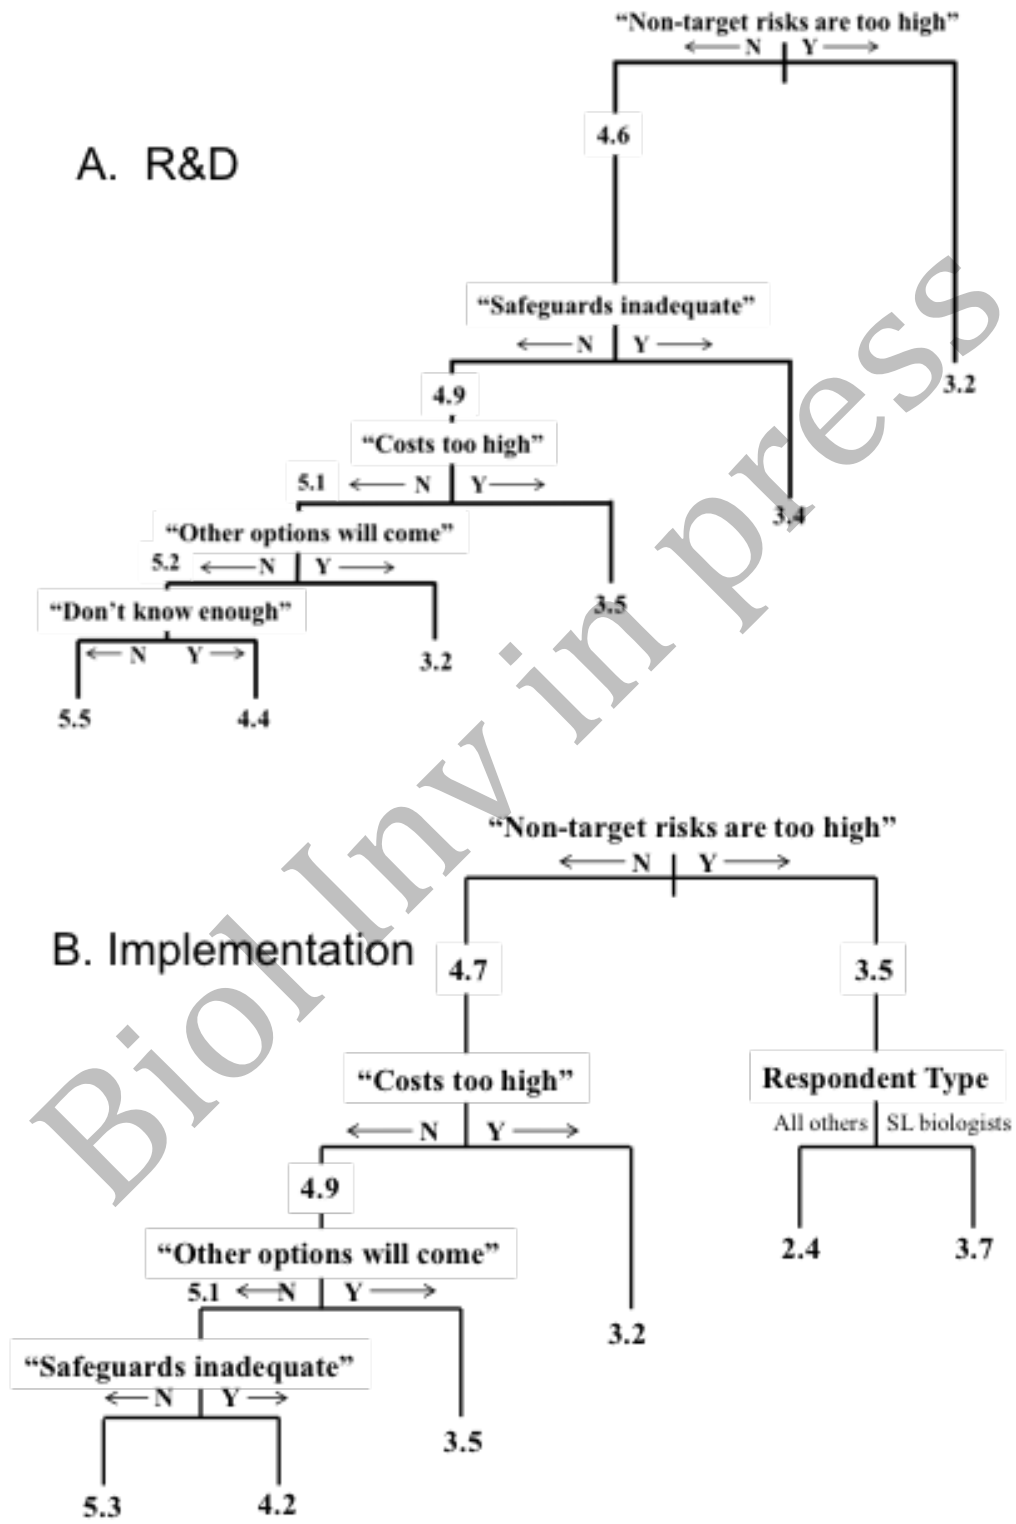 “Non-target risks are too high”
N Y
4.6
A. R&D
“Safeguards inadequate”
N Y
3.2
4.9
“Costs too high”
5.1 N Y
3.4
“Other options will come”
5.2 N Y
3.5
“Don’t know enough”
N Y
3.2
5.5 4.4
“Non-target risks are too high”
N Y
B. Implementation
4.7 3.5
“Costs too high” Respondent Type
N Y All others SL biologists
4.9
2.4 3.7
“Other options will come”
5.1 N Y
3.2
“Safeguards inadequate”
N Y
3.5
5.3 4.2
Biol Inv in press